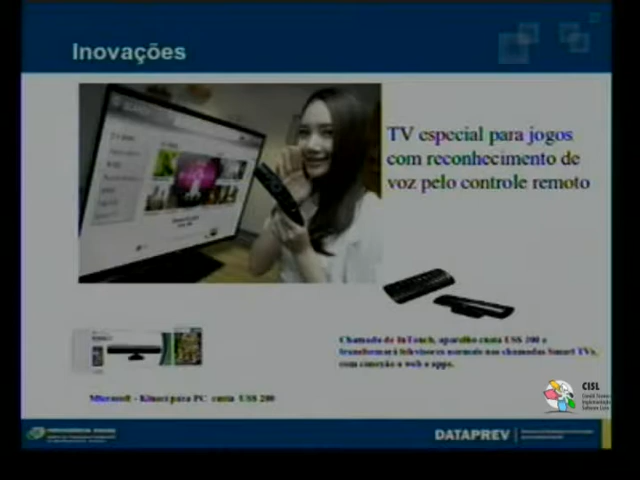 Inovações
TV especial para jogos
com reconhecimento de
voz pelo controle remoto
Chamado de InTouch, aparelho custa US$ 200 e
transformará televisores normais nas chamadas Smart TVs,
com conexão a web e apps.
Microsoft - Kinect para PC custa US$ 200
CISL
DATAPREV